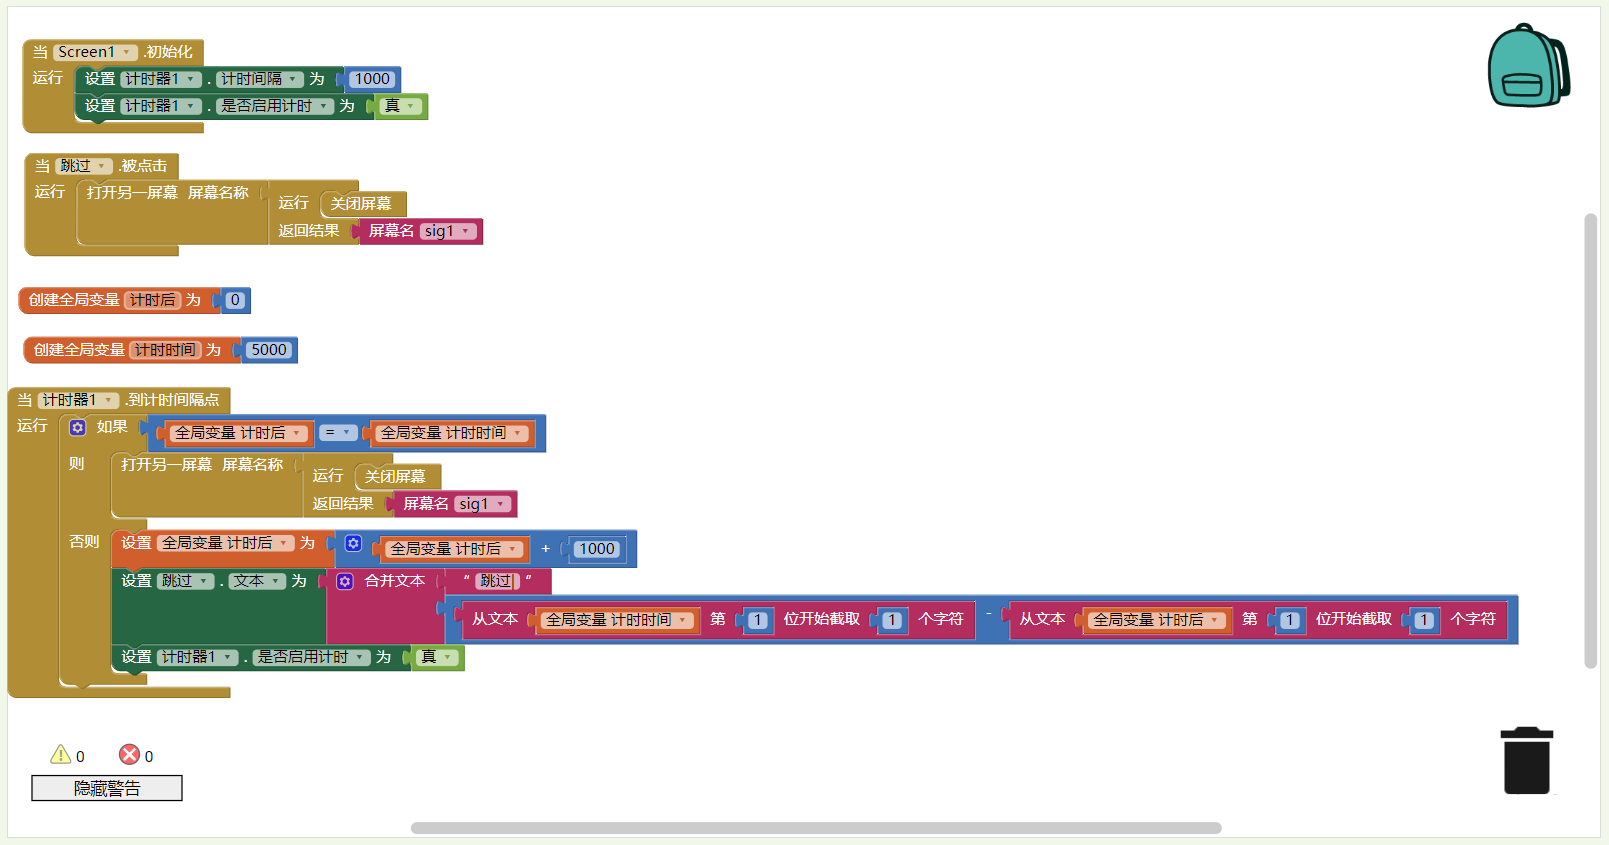 当 Screen1 .初始化
运行 设置 计时器1 . 计时间隔 为 1000
设置 计时器1 . 是否启用计时 为 真
当 跳过 .被点击
运行 打开另一屏幕 屏幕名称 运行 关闭屏幕
返回结果 屏幕名 sig1
创建全局变量 计时后 为 0
创建全局变量 计时时间 为 5000
当 计时器1 .到计时间隔点
运行 如果 全局变量 计时后 = 全局变量 计时时间
则 打开另一屏幕 屏幕名称 运行 关闭屏幕
返回结果 屏幕名 sig1
否则 设置 全局变量 计时后 为 全局变量 计时后 + 1000
设置 跳过 . 文本 为 合并文本 “ 跳过| ”
从文本 全局变量 计时时间 第 1 位开始截取 1 个字符 - 从文本 全局变量 计时后 第 1 位开始截取 1 个字符
设置 计时器1 . 是否启用计时 为 真
0 0
隐藏警告